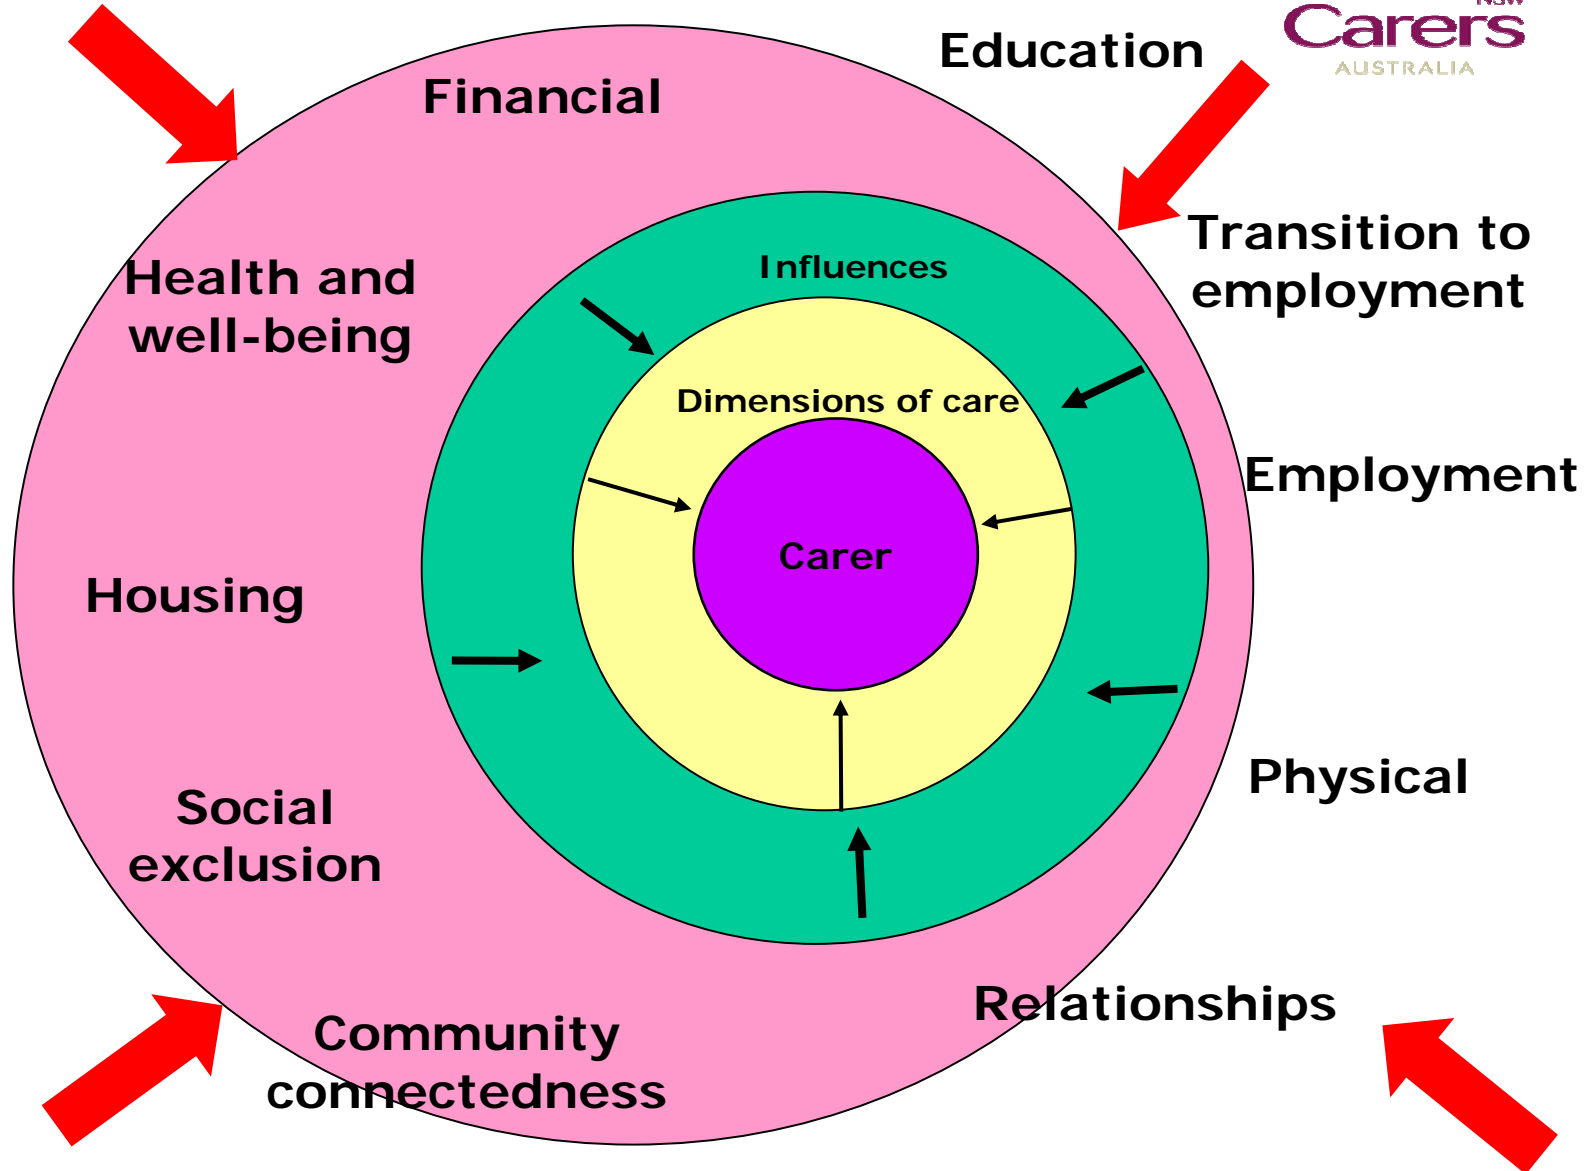 NSW
Carers
AUSTRALIA
Education
Financial
Transition to
employment
Influences
Health and
well-being
Dimensions of care
Employment
Carer
Housing
Physical
Social
exclusion
Relationships
Community
connectedness